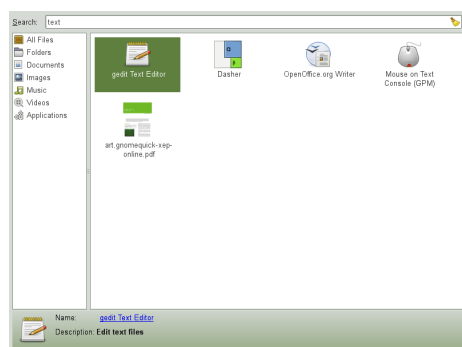 Search: text
All Files
Folders
Documents
Images
Music
Videos
Applications
gedit Text Editor
Dasher
OpenOffice.org Writer
Mouse on Text
Console (GPM)
art.gnomequick-xep-
online.pdf
Name: gedit Text Editor
Description: Edit text files